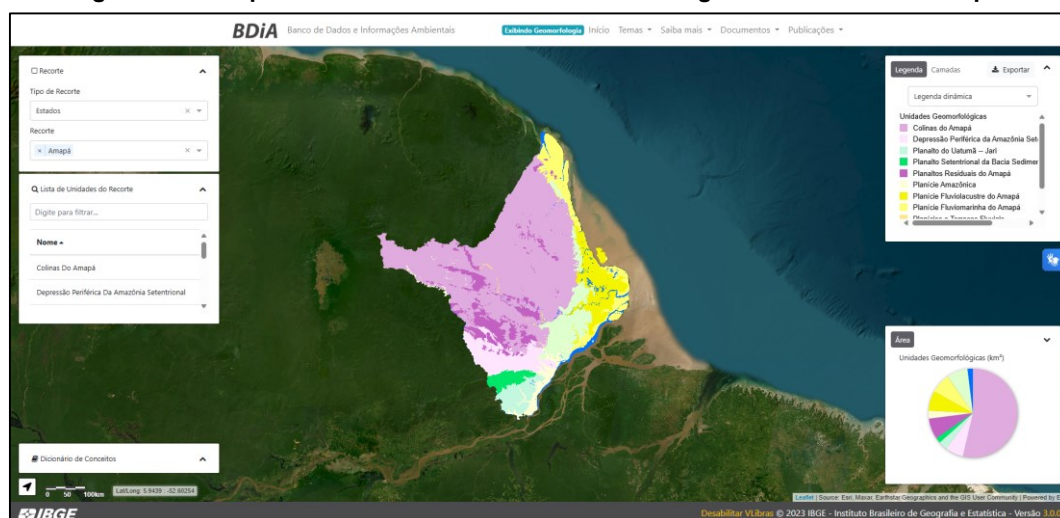 BDiA Banco de Dados e Informações Ambientais Exibindo Geomorfologia Início Temas Saiba mais Documentos Publicações
Recorte
Tipo de Recorte
Estados
Recorte
× Amapá
Lista de Unidades do Recorte
Digite para filtrar...
Nome
Colinas Do Amapá
Depressão Periférica Da Amazônia Setentrional
Dicionário de Conceitos
0 50 100km
Lat/Long: 5.9439 : -52.60254
Legenda Camadas Exportar
Legenda dinâmica
Unidades Geomorfológicas
Colinas do Amapá
Depressão Periférica da Amazônia Set
Planalto do Uatumã -- Jari
Planalto Setentrional da Bacia Sedimen
Planaltos Residuais do Amapá
Planície Amazônica
Planície Fluviolacustre do Amapá
Planície Fluviomarinha do Amapá
Planícies e Terraços Fluviais
Área
Unidades Geomorfológicas (km²)
Leaflet | Source: Esri, Maxar, Earthstar Geographics and the GIS User Community | Powered by E
IBGE
Desabilitar VLibras © 2023 IBGE - Instituto Brasileiro de Geografia e Estatística - Versão 3.0.0